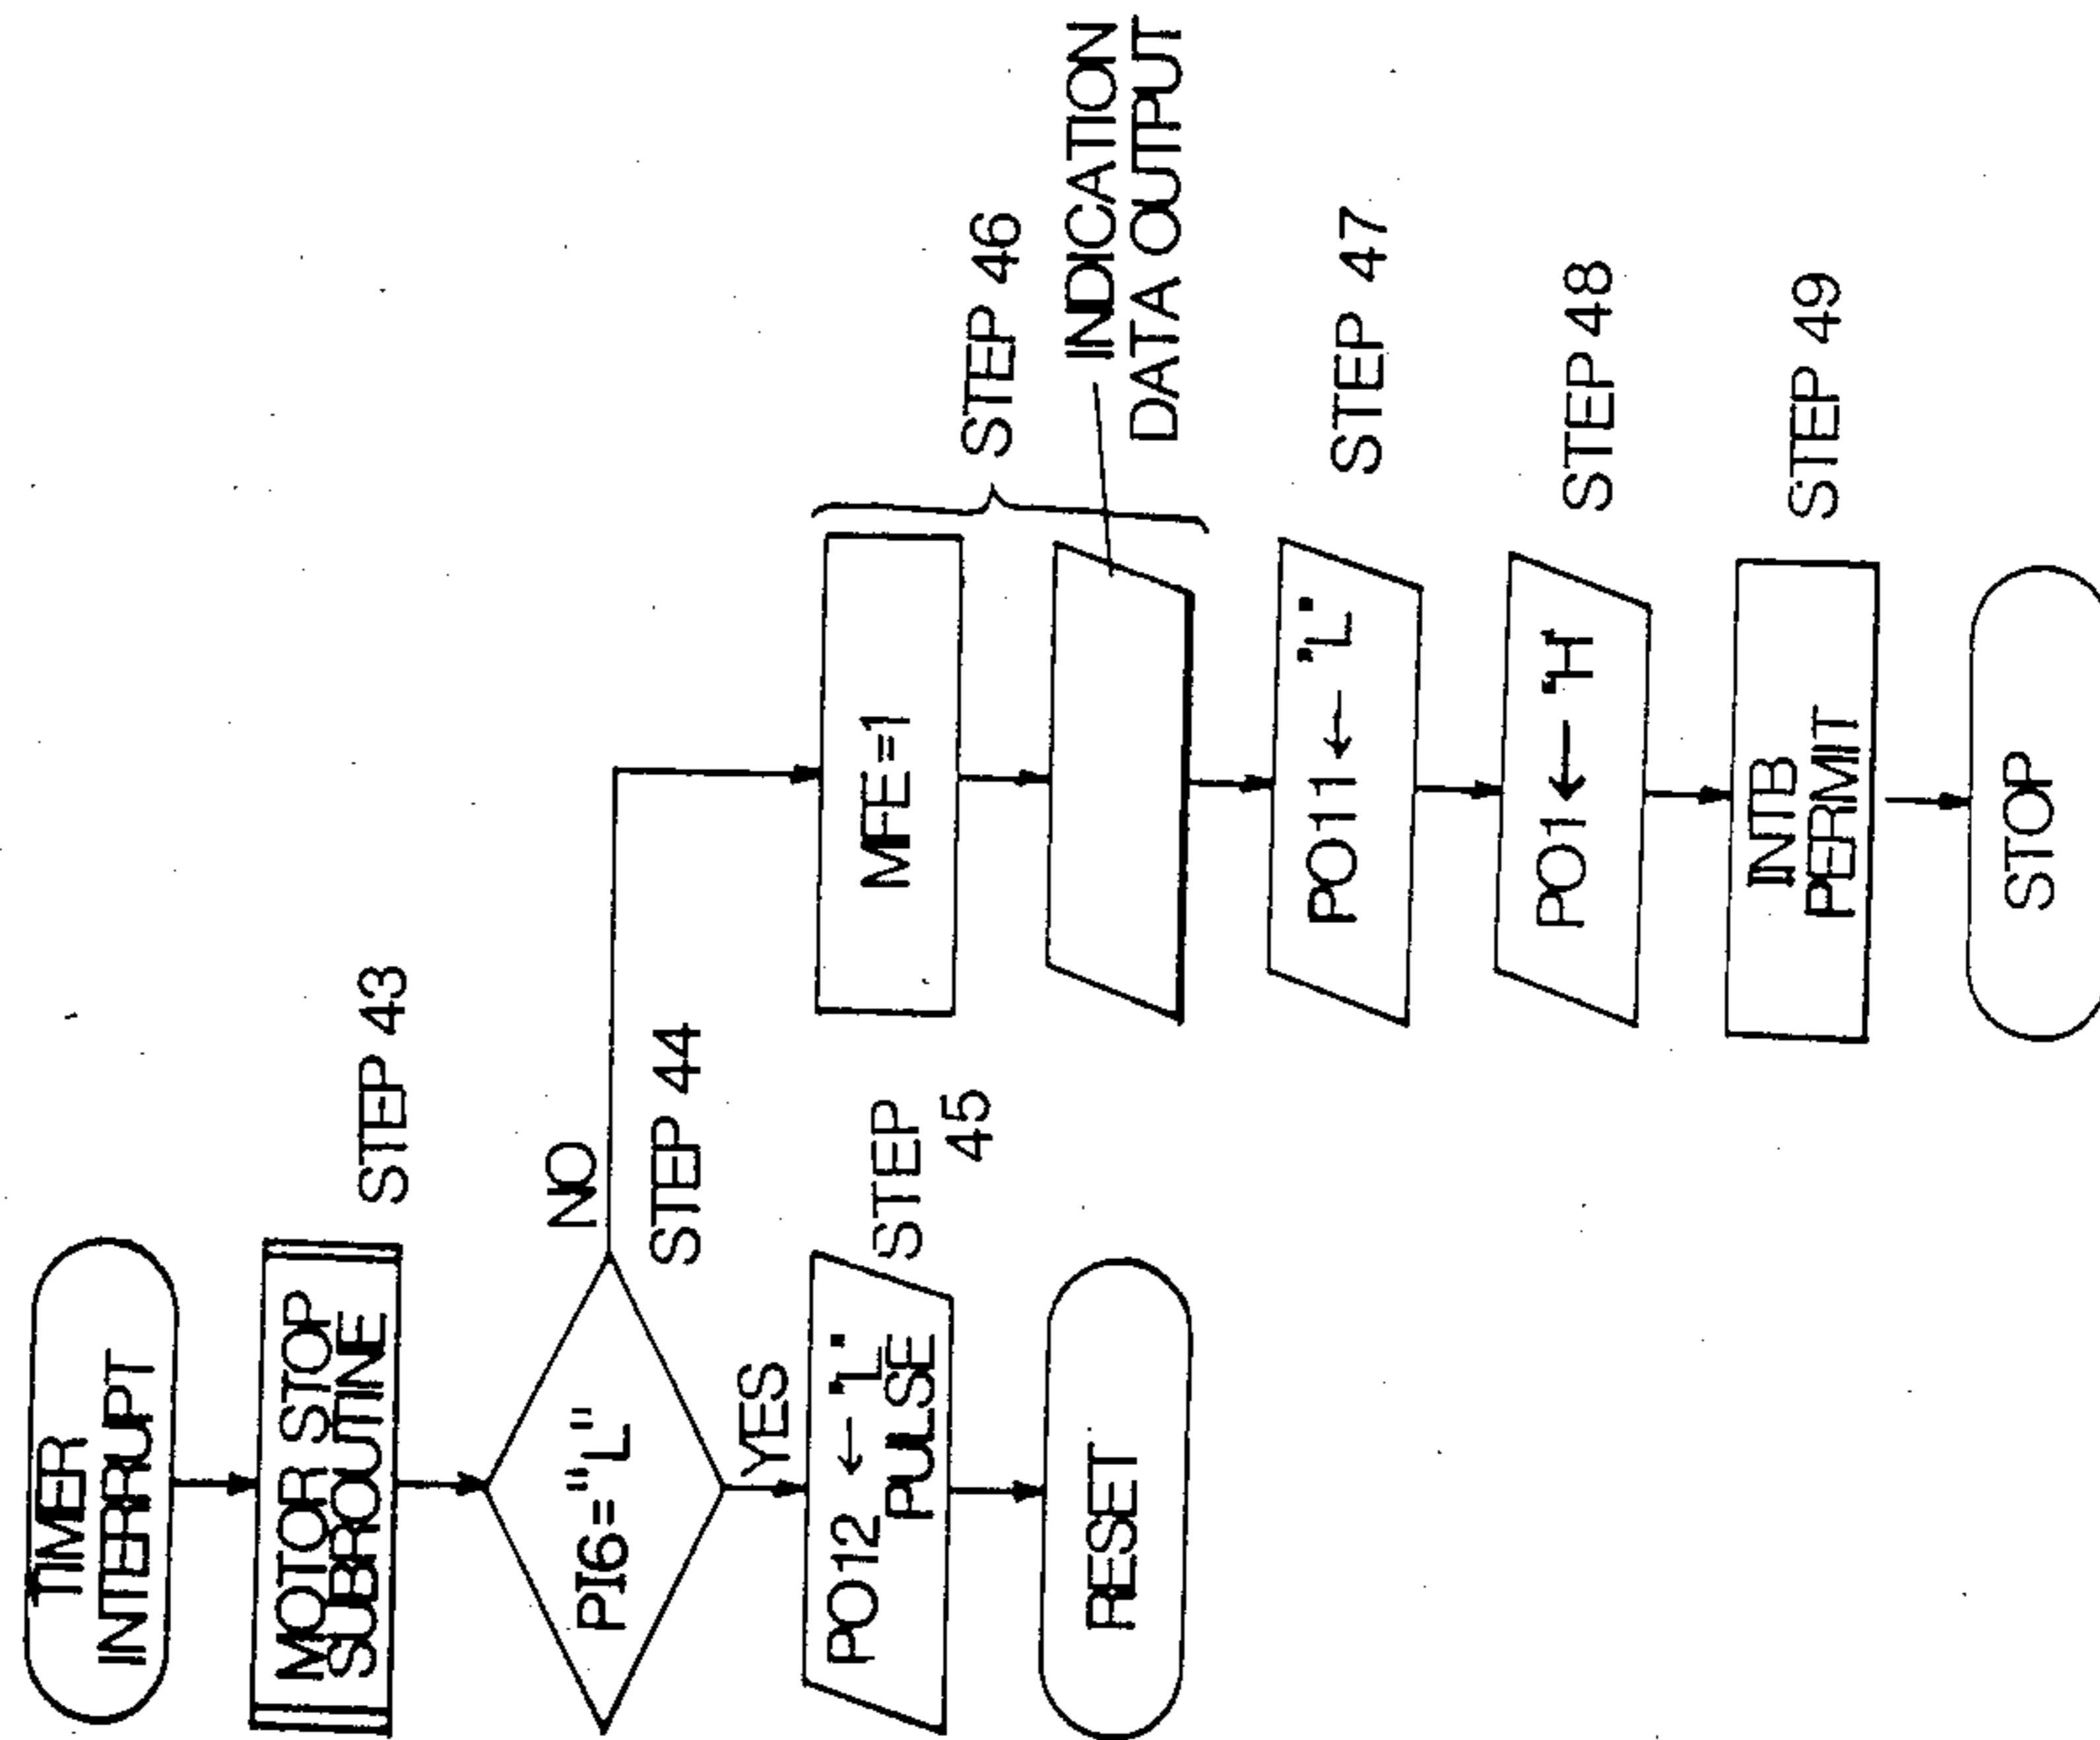 TIMER
INTERRUPT
MOTOR STOP
SUBROUTINE
STEP 43
PI6="L"
NO
STEP 44
YES
PO12 ← "L"
PULSE
STEP
45
RESET
MFE=1
STEP 46
INDICATION
DATA OUTPUT
PO11 ← "L"
STEP 47
PO1 ← "H"
STEP 48
INTB
PERMIT
STEP 49
STOP